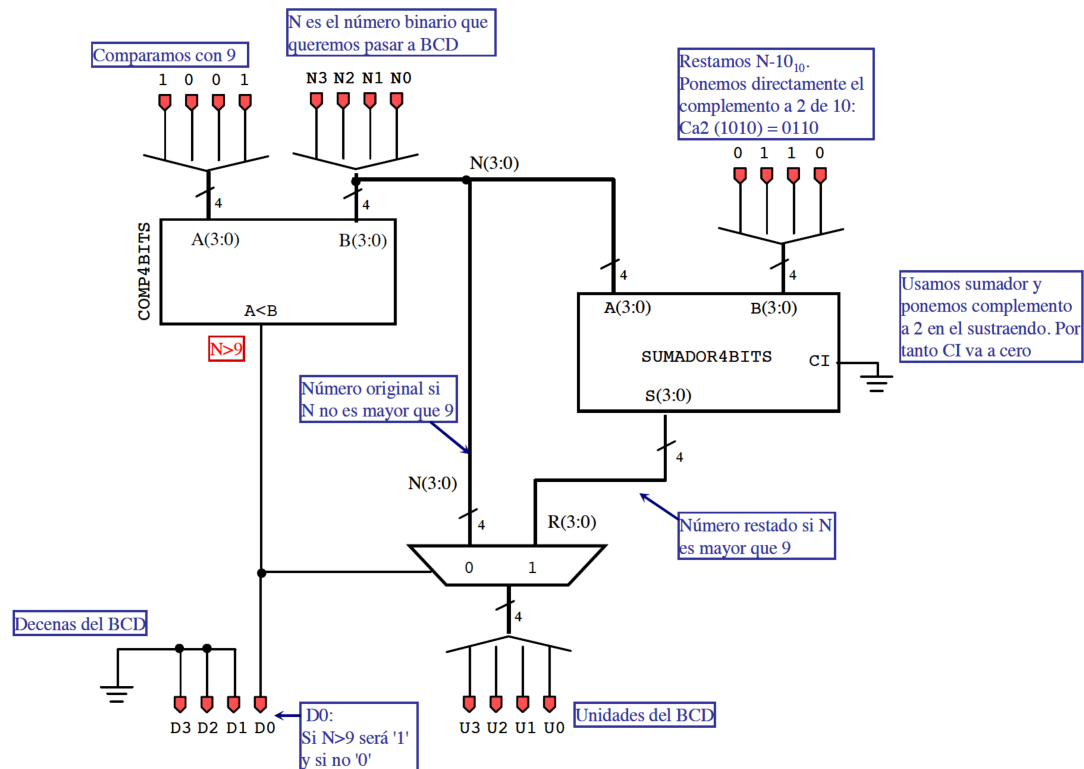 N es el número binario que
queremos pasar a BCD
Comparamos con 9
1 0 0 1
N3 N2 N1 N0
Restamos N-10₁₀.
Ponemos directamente el
complemento a 2 de 10:
Ca2 (1010) = 0110
0 1 1 0
N(3:0)
4
4
4
4
COMP4BITS
A(3:0)
B(3:0)
A<B
N>9
A(3:0)
B(3:0)
SUMADOR4BITS
CI
S(3:0)
Usamos sumador y
ponemos complemento
a 2 en el sustraendo. Por
tanto CI va a cero
Número original si
N no es mayor que 9
4
N(3:0)
4
R(3:0)
Número restado si N
es mayor que 9
0
1
4
Decenas del BCD
D3 D2 D1 D0
D0:
Si N>9 será '1'
y si no '0'
U3 U2 U1 U0
Unidades del BCD